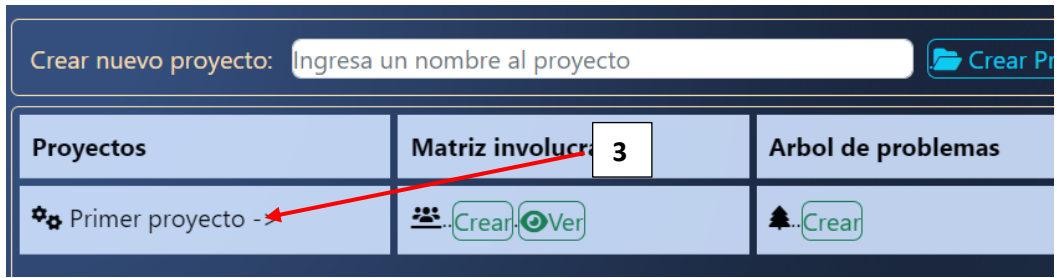 Crear nuevo proyecto: Ingresa un nombre al proyecto Crear Pr
Proyectos Matriz involucra 3 Arbol de problemas
Primer proyecto -> ..Crear.Ver ..Crear